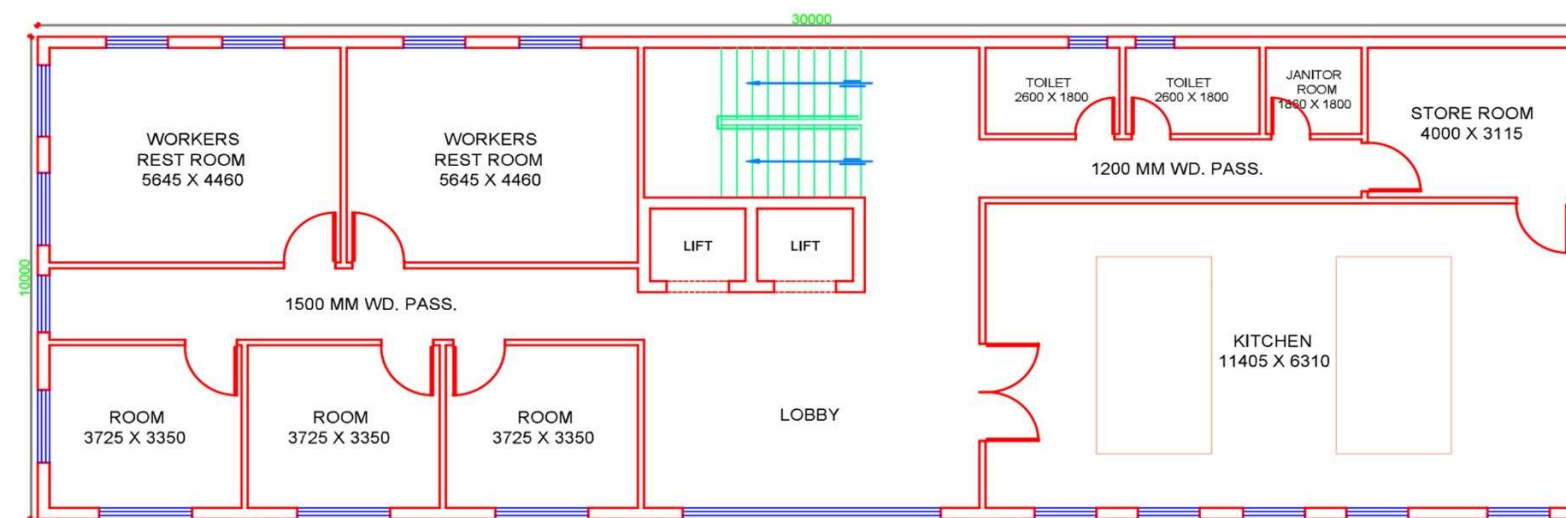 30000
10000
WORKERS
REST ROOM
5645 X 4460
WORKERS
REST ROOM
5645 X 4460
TOILET
2600 X 1800
TOILET
2600 X 1800
JANITOR
ROOM
1800 X 1800
STORE ROOM
4000 X 3115
1200 MM WD. PASS.
LIFT
LIFT
1500 MM WD. PASS.
KITCHEN
11405 X 6310
ROOM
3725 X 3350
ROOM
3725 X 3350
ROOM
3725 X 3350
LOBBY